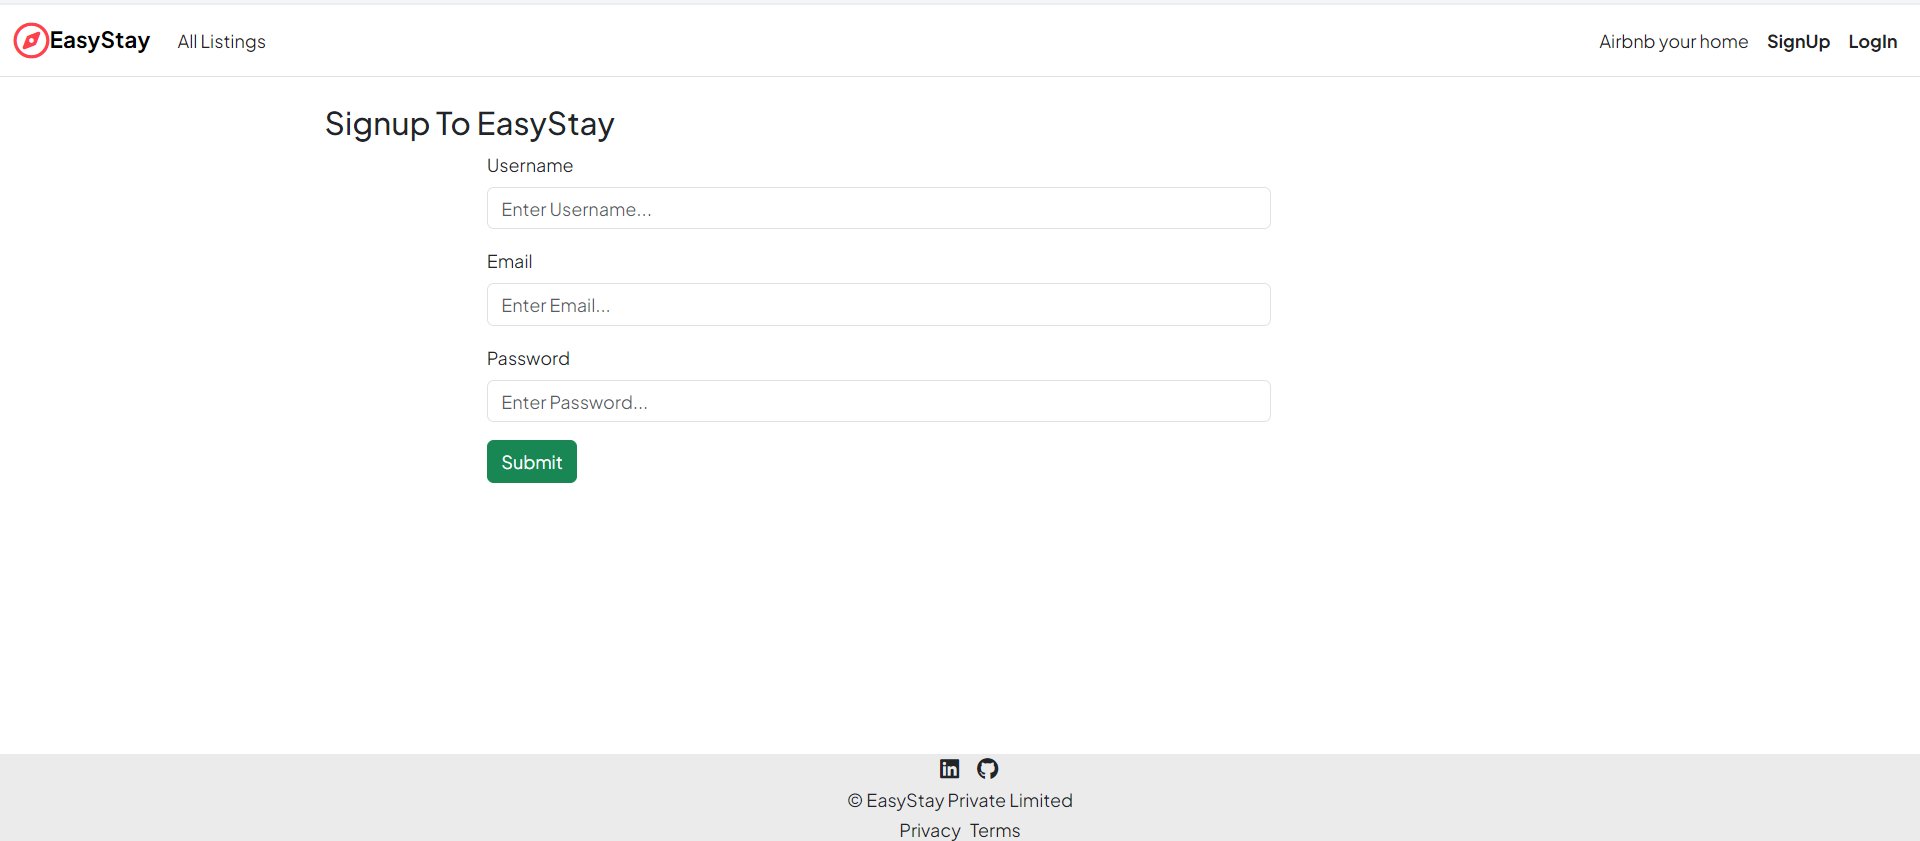 EasyStay All Listings Airbnb your home SignUp LogIn
Signup To EasyStay
Username
Enter Username...
Email
Enter Email...
Password
Enter Password...
Submit
in
© EasyStay Private Limited
Privacy Terms